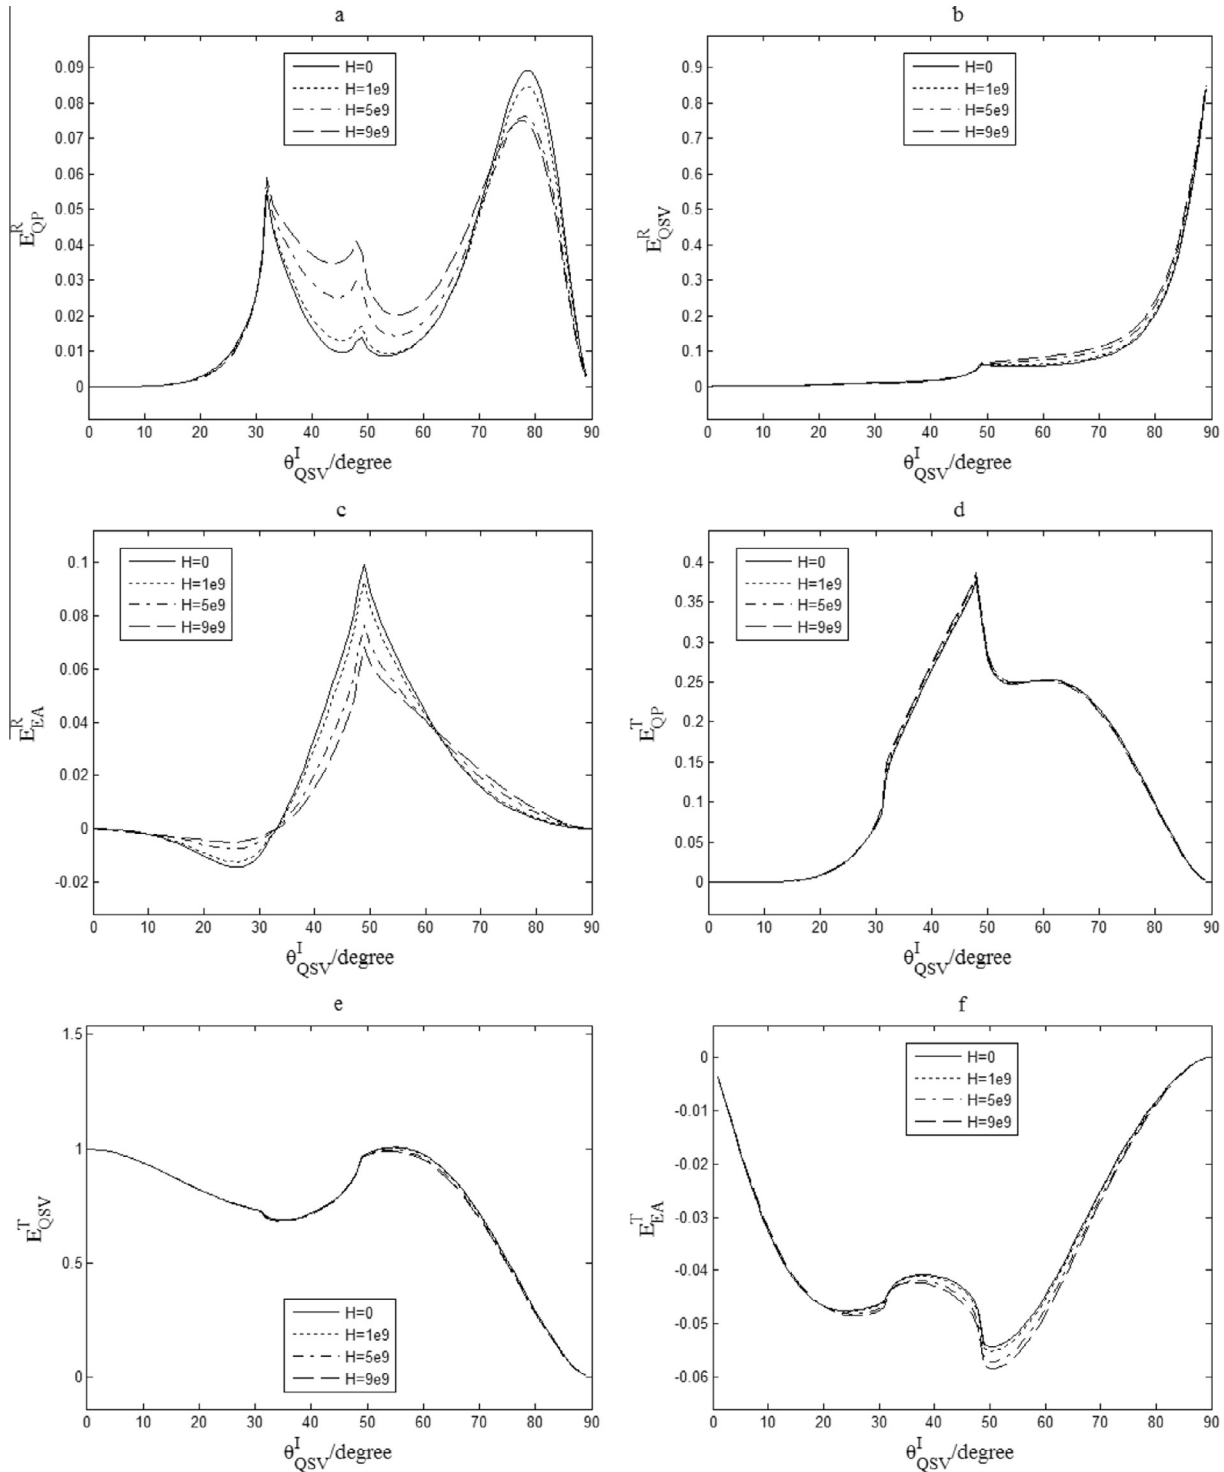 a
E^R_QP
0.09
0.08
0.07
0.06
0.05
0.04
0.03
0.02
0.01
0
H=0
H=1e9
H=5e9
H=9e9
0 10 20 30 40 50 60 70 80 90
θ^I_QSV/degree
b
E^R_QSV
0.9
0.8
0.7
0.6
0.5
0.4
0.3
0.2
0.1
0
H=0
H=1e9
H=5e9
H=9e9
0 10 20 30 40 50 60 70 80 90
θ^I_QSV/degree
c
E^R_EA
0.1
0.08
0.06
0.04
0.02
0
-0.02
H=0
H=1e9
H=5e9
H=9e9
0 10 20 30 40 50 60 70 80 90
θ^I_QSV/degree
d
E^T_QP
0.4
0.35
0.3
0.25
0.2
0.15
0.1
0.05
0
H=0
H=1e9
H=5e9
H=9e9
0 10 20 30 40 50 60 70 80 90
θ^I_QSV/degree
e
E^T_QSV
1.5
1
0.5
0
H=0
H=1e9
H=5e9
H=9e9
0 10 20 30 40 50 60 70 80 90
θ^I_QSV/degree
f
E^T_EA
0
-0.01
-0.02
-0.03
-0.04
-0.05
-0.06
H=0
H=1e9
H=5e9
H=9e9
0 10 20 30 40 50 60 70 80 90
θ^I_QSV/degree